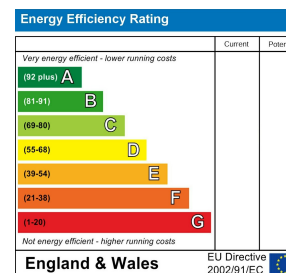 Energy Efficiency Rating
Current
Very energy efficient - lower running costs
(92 plus) A
(81-91) B
(69-80) C
(55-68) D
(39-54) E
(21-38) F
(1-20) G
Not energy efficient - higher running costs
England & Wales
EU Directive
2002/91/EC